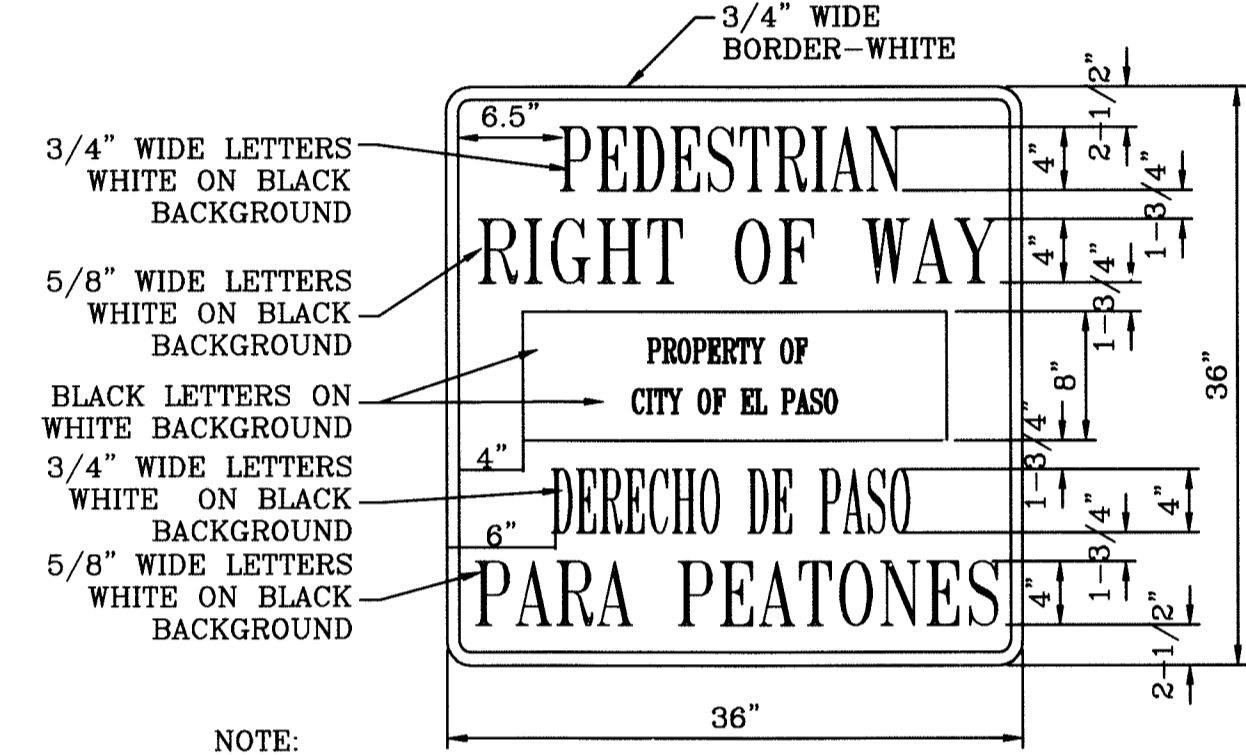 3/4" WIDE
BORDER-WHITE
6.5"
3/4" WIDE LETTERS
WHITE ON BLACK
BACKGROUND
PEDESTRIAN
4"
2-1/2"
1-3/4"
5/8" WIDE LETTERS
WHITE ON BLACK
BACKGROUND
RIGHT OF WAY
4"
1-3/4"
36"
BLACK LETTERS ON
WHITE BACKGROUND
PROPERTY OF
CITY OF EL PASO
8"
1-3/4"
4"
3/4" WIDE LETTERS
WHITE ON BLACK
BACKGROUND
6"
DERECHO DE PASO
4"
1-3/4"
5/8" WIDE LETTERS
WHITE ON BLACK
BACKGROUND
PARA PEATONES
4"
2-1/2"
36"
NOTE: